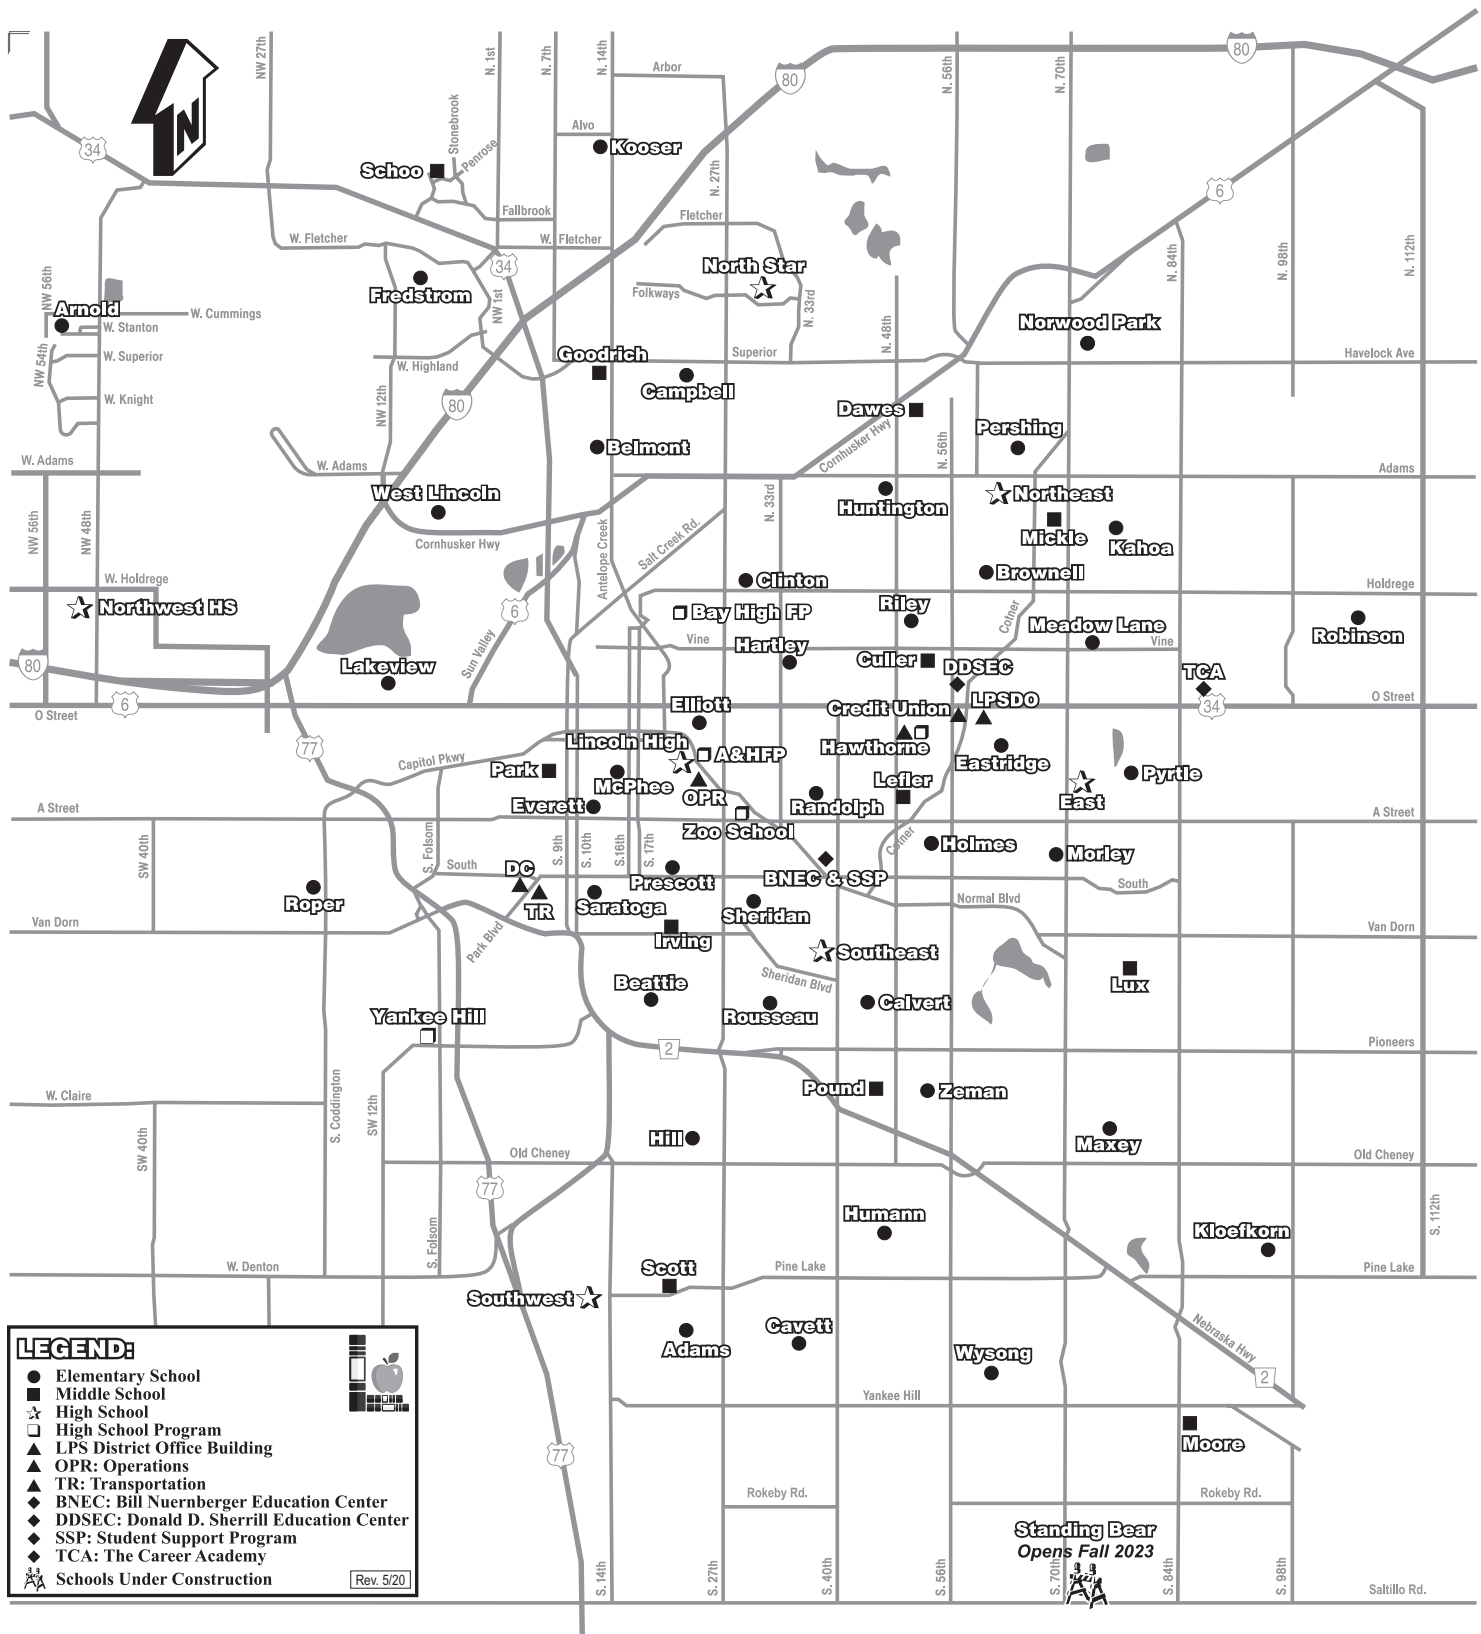 NW 27th
N. 1st
N. 7th
N. 14th
Arbor
80
80
N. 56th
N. 70th
N
34
Stonebrook
Penrose
Schoo
Alvo
Kooser
N. 27th
6
Fallbrook
Fletcher
W. Fletcher
W. Fletcher
34
N. 84th
N. 98th
N. 112th
NW 56th
Arnold
W. Cummings
W. Stanton
Fredstrom
NW 1st
North Star
Folkways
N. 33rd
N. 48th
Norwood Park
NW 54th
W. Superior
W. Highland
Goodrich
Superior
Havelock Ave
W. Knight
NW 12th
80
Campbell
Dawes
Cornhusker Hwy
Pershing
N. 56th
Belmont
W. Adams
W. Adams
Adams
West Lincoln
Huntington
Northeast
N. 33rd
NW 56th
NW 48th
Cornhusker Hwy
Antelope Creek
Salt Creek Rd.
Mickle
Kahoa
W. Holdrege
Clinton
Brownell
Holdrege
Northwest HS
6
Bay High FP
Riley
Cotner
Meadow Lane
Robinson
Vine
Hartley
Vine
Sun Valley
Culler
DDSEC
80
Lakeview
TCA
O Street
6
O Street
34
Elliott
Credit Union
LPSDO
77
Capitol Pkwy
Lincoln High
A&HFP
Hawthorne
Eastridge
Park
McPhee
OPR
Lefler
Pyrtle
East
Everett
Randolph
A Street
A Street
Zoo School
SW 40th
S. Folsom
S. 9th
S. 10th
S.16th
S. 17th
Cotner
Holmes
Morley
South
DC
Prescott
BNEC & SSP
South
Roper
TR
Saratoga
Sheridan
Normal Blvd
Van Dorn
Van Dorn
Park Blvd
Irving
Southeast
Sheridan Blvd
Beattie
Lux
Rousseau
Calvert
Yankee Hill
2
Pioneers
W. Claire
S. Coddington
SW 12th
Pound
Zeman
SW 40th
Hill
Maxey
Old Cheney
Old Cheney
77
S. Folsom
Humann
Kloefkorn
S. 112th
W. Denton
Scott
Pine Lake
Pine Lake
Southwest
Adams
Cavett
Nebraska Hwy
Wysong
2
Yankee Hill
Moore
77
Rokeby Rd.
Rokeby Rd.
Standing Bear
Opens Fall 2023
S. 14th
S. 27th
S. 40th
S. 56th
S. 70th
S. 84th
S. 98th
Saltillo Rd.
LEGEND:
Elementary School
Middle School
High School
High School Program
LPS District Office Building
OPR: Operations
TR: Transportation
BNEC: Bill Nuernberger Education Center
DDSEC: Donald D. Sherrill Education Center
SSP: Student Support Program
TCA: The Career Academy
Schools Under Construction
Rev. 5/20